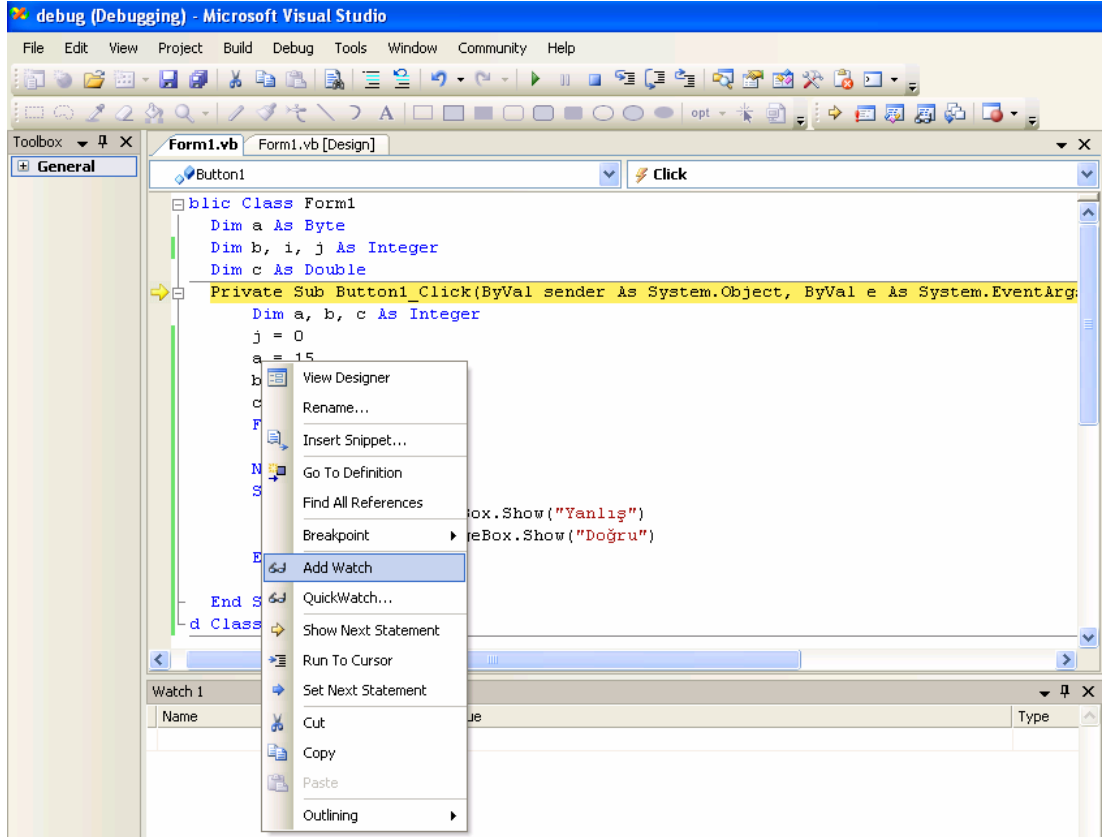 debug (Debugging) - Microsoft Visual Studio
File Edit View Project Build Debug Tools Window Community Help
A opt
Toolbox Form1.vb Form1.vb [Design]
General Button1 Click
blic Class Form1
Dim a As Byte
Dim b, i, j As Integer
Dim c As Double
Private Sub Button1_Click(ByVal sender As System.Object, ByVal e As System.EventArg
Dim a, b, c As Integer
j = 0
a = 15
b
View Designer
c
Rename...
F
Insert Snippet...
N
Go To Definition
S
Find All References
ox.Show("Yanlış")
Breakpoint
eBox.Show("Doğru")
E
Add Watch
End S
QuickWatch...
d Class
Show Next Statement
Run To Cursor
Watch 1
Set Next Statement
Name ue Type
Cut
Copy
Paste
Outlining